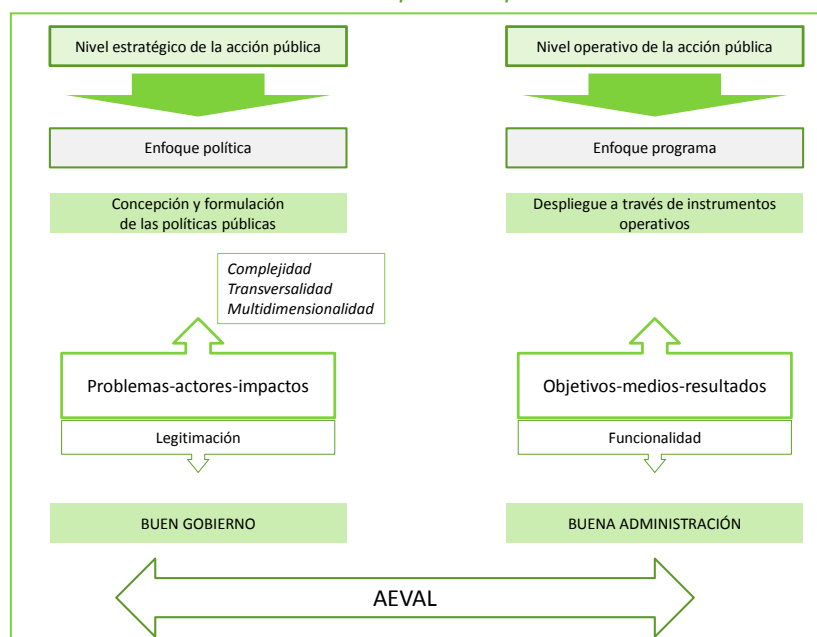 Nivel estratégico de la acción pública
Nivel operativo de la acción pública
Enfoque política
Enfoque programa
Concepción y formulación
de las políticas públicas
Despliegue a través de instrumentos
operativos
Complejidad
Transversalidad
Multidimensionalidad
Problemas-actores-impactos
Objetivos-medios-resultados
Legitimación
Funcionalidad
BUEN GOBIERNO
BUENA ADMINISTRACIÓN
AEVAL